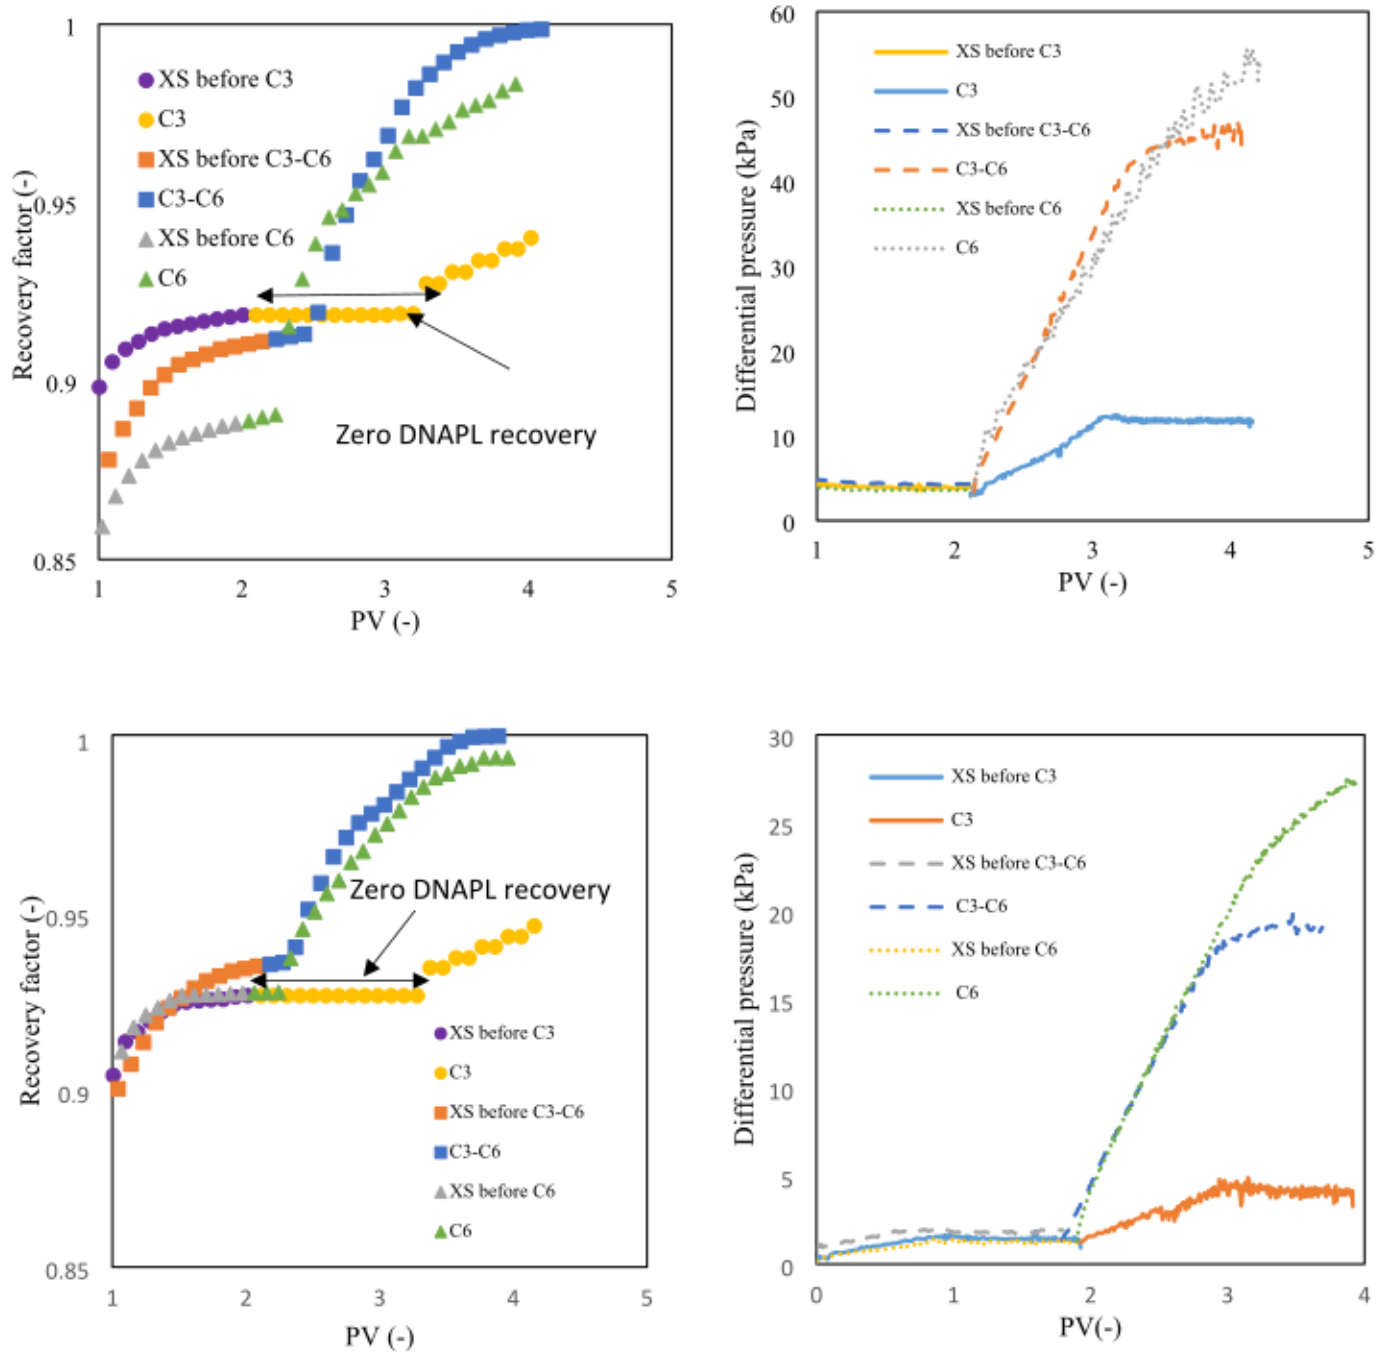 1
0.95
0.9
0.85
Recovery factor (-)
XS before C3
C3
XS before C3-C6
C3-C6
XS before C6
C6
Zero DNAPL recovery
1 2 3 4 5
PV (-)
60
50
40
30
20
10
0
Differential pressure (kPa)
XS before C3
C3
XS before C3-C6
C3-C6
XS before C6
C6
1 2 3 4 5
PV (-)
1
0.95
0.9
0.85
Recovery factor (-)
Zero DNAPL recovery
XS before C3
C3
XS before C3-C6
C3-C6
XS before C6
C6
1 2 3 4 5
PV (-)
30
25
20
15
10
5
0
Differential pressure (kPa)
XS before C3
C3
XS before C3-C6
C3-C6
XS before C6
C6
0 1 2 3 4
PV(-)